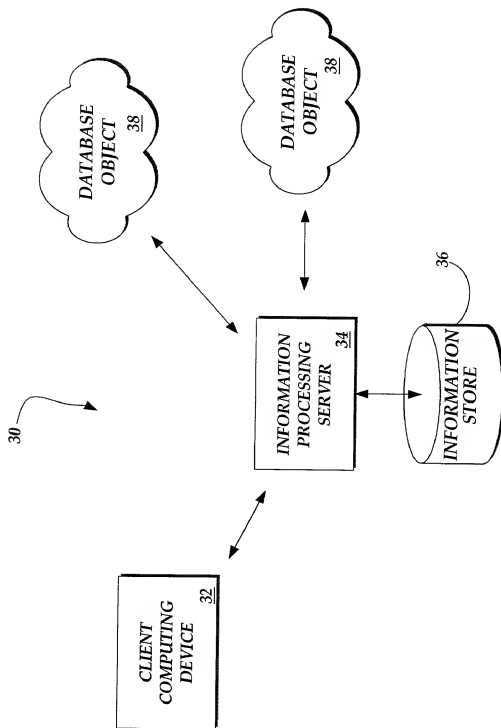 30
DATABASE
OBJECT
38
CLIENT
COMPUTING
DEVICE
32
INFORMATION
PROCESSING
SERVER
34
DATABASE
OBJECT
38
36
INFORMATION
STORE